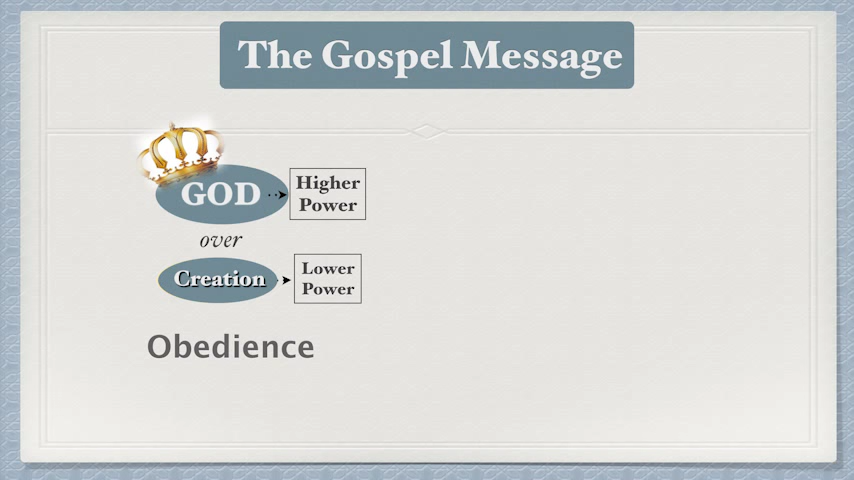 The Gospel Message
GOD
Higher
Power
over
Creation
Lower
Power
Obedience